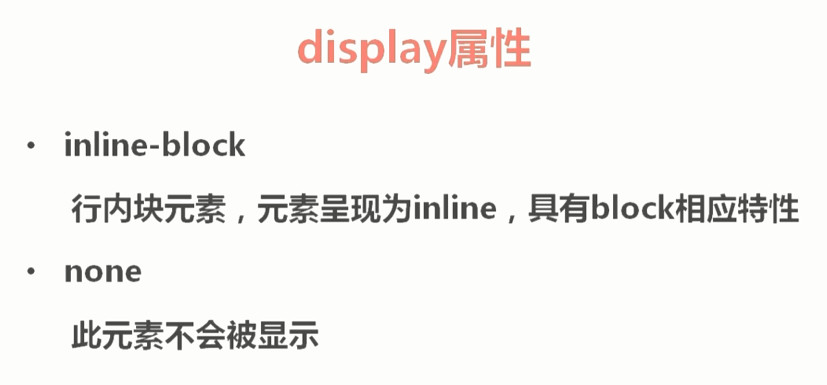 display属性
• inline-block
行内块元素，元素呈现为inline，具有block相应特性
• none
此元素不会被显示